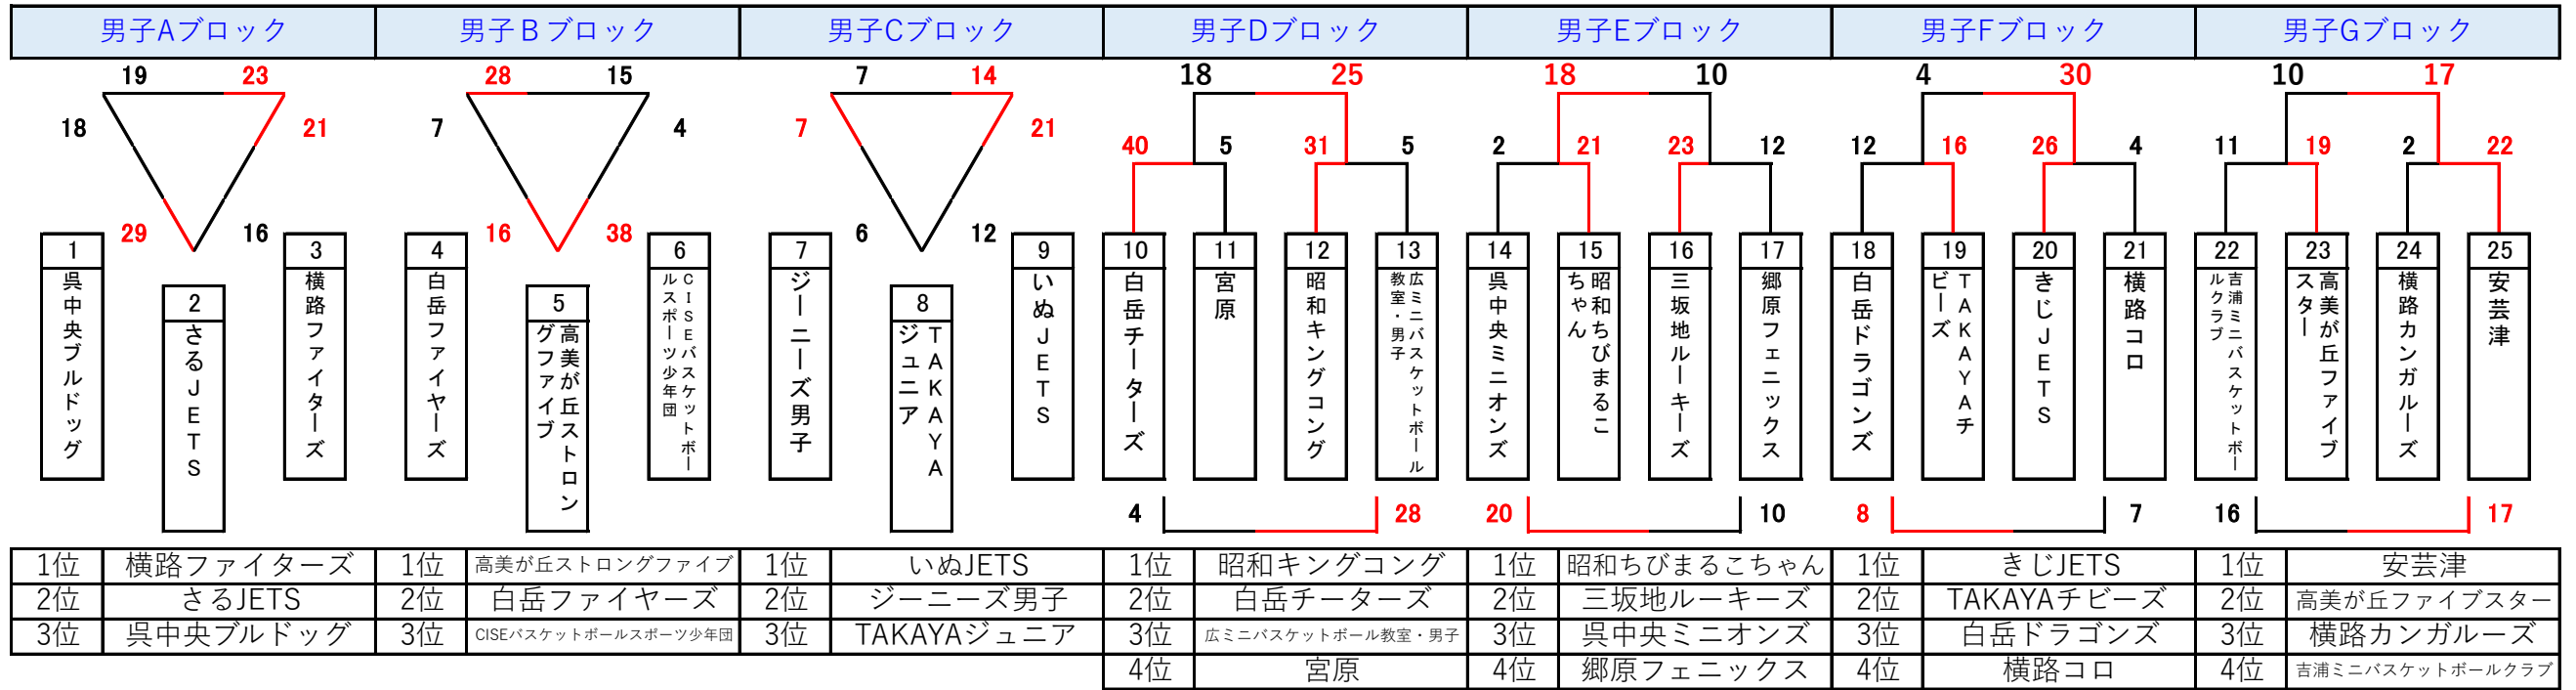 男子Aブロック
男子Bブロック
男子Cブロック
男子Dブロック
男子Eブロック
男子Fブロック
男子Gブロック
19 23 28 15 7 14 18 25 18 10 4 30 10 17
18 21 7 4 7 21
40 5 31 5 2 21 23 12 12 16 26 4 11 19 2 22
29 16 16 38 6 12
1
呉中央ブルドッグ
2
さるJETS
3
横路ファイターズ
4
白岳ファイヤーズ
5
高美が丘ストロン
グファイブ
6
CISEバスケットボー
ルスポーツ少年団
7
ジーニーズ男子
8
TAKAYA
ジュニア
9
いぬJETS
10
白岳チーターズ
11
宮原
12
昭和キングコング
13
広ミニバスケットボール
教室・男子
14
呉中央ミニオンズ
15
昭和ちびまるこ
ちゃん
16
三坂地ルーキーズ
17
郷原フェニックス
18
白岳ドラゴンズ
19
TAKAYAチ
ビーズ
20
きじJETS
21
横路コロ
22
吉浦ミニバスケットボー
ルクラブ
23
高美が丘ファイブ
スター
24
横路カンガルーズ
25
安芸津
4 28 20 10 8 7 16 17
1位 横路ファイターズ 1位 高美が丘ストロングファイブ 1位 いぬJETS 1位 昭和キングコング 1位 昭和ちびまるこちゃん 1位 きじJETS 1位 安芸津
2位 さるJETS 2位 白岳ファイヤーズ 2位 ジーニーズ男子 2位 白岳チーターズ 2位 三坂地ルーキーズ 2位 TAKAYAチビーズ 2位 高美が丘ファイブスター
3位 呉中央ブルドッグ 3位 CISEバスケットボールスポーツ少年団 3位 TAKAYAジュニア 3位 広ミニバスケットボール教室・男子 3位 呉中央ミニオンズ 3位 白岳ドラゴンズ 3位 横路カンガルーズ
4位 宮原 4位 郷原フェニックス 4位 横路コロ 4位 吉浦ミニバスケットボールクラブ